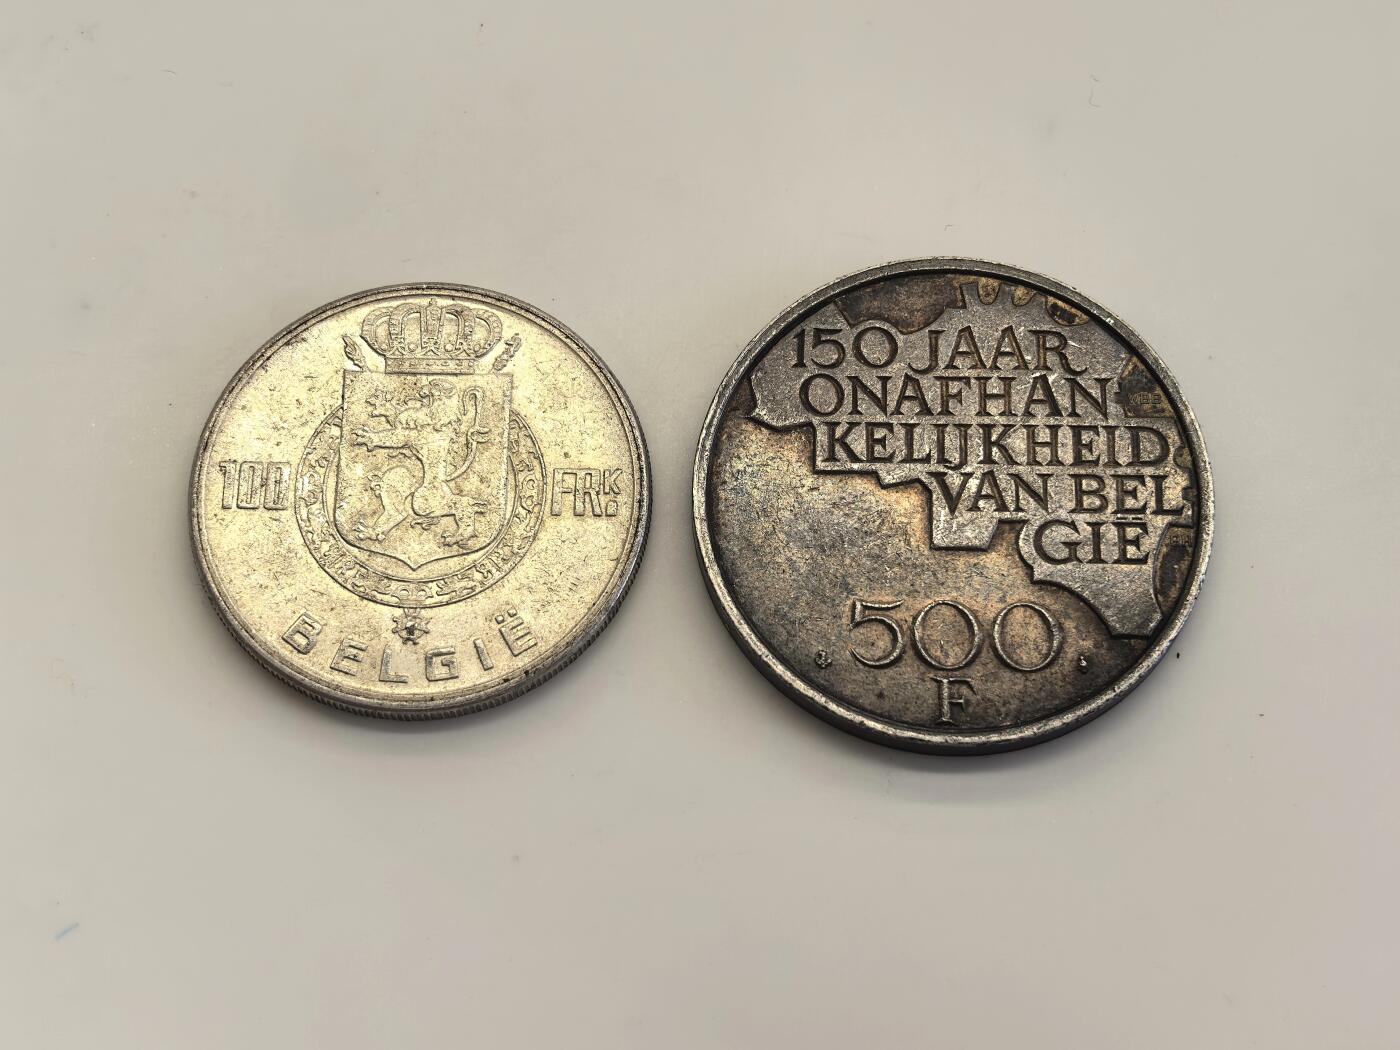 100 FRK.
BELGIË
150 JAAR
ONAFHAN-
KELIJKHEID
VAN BEL
GIË
500
F